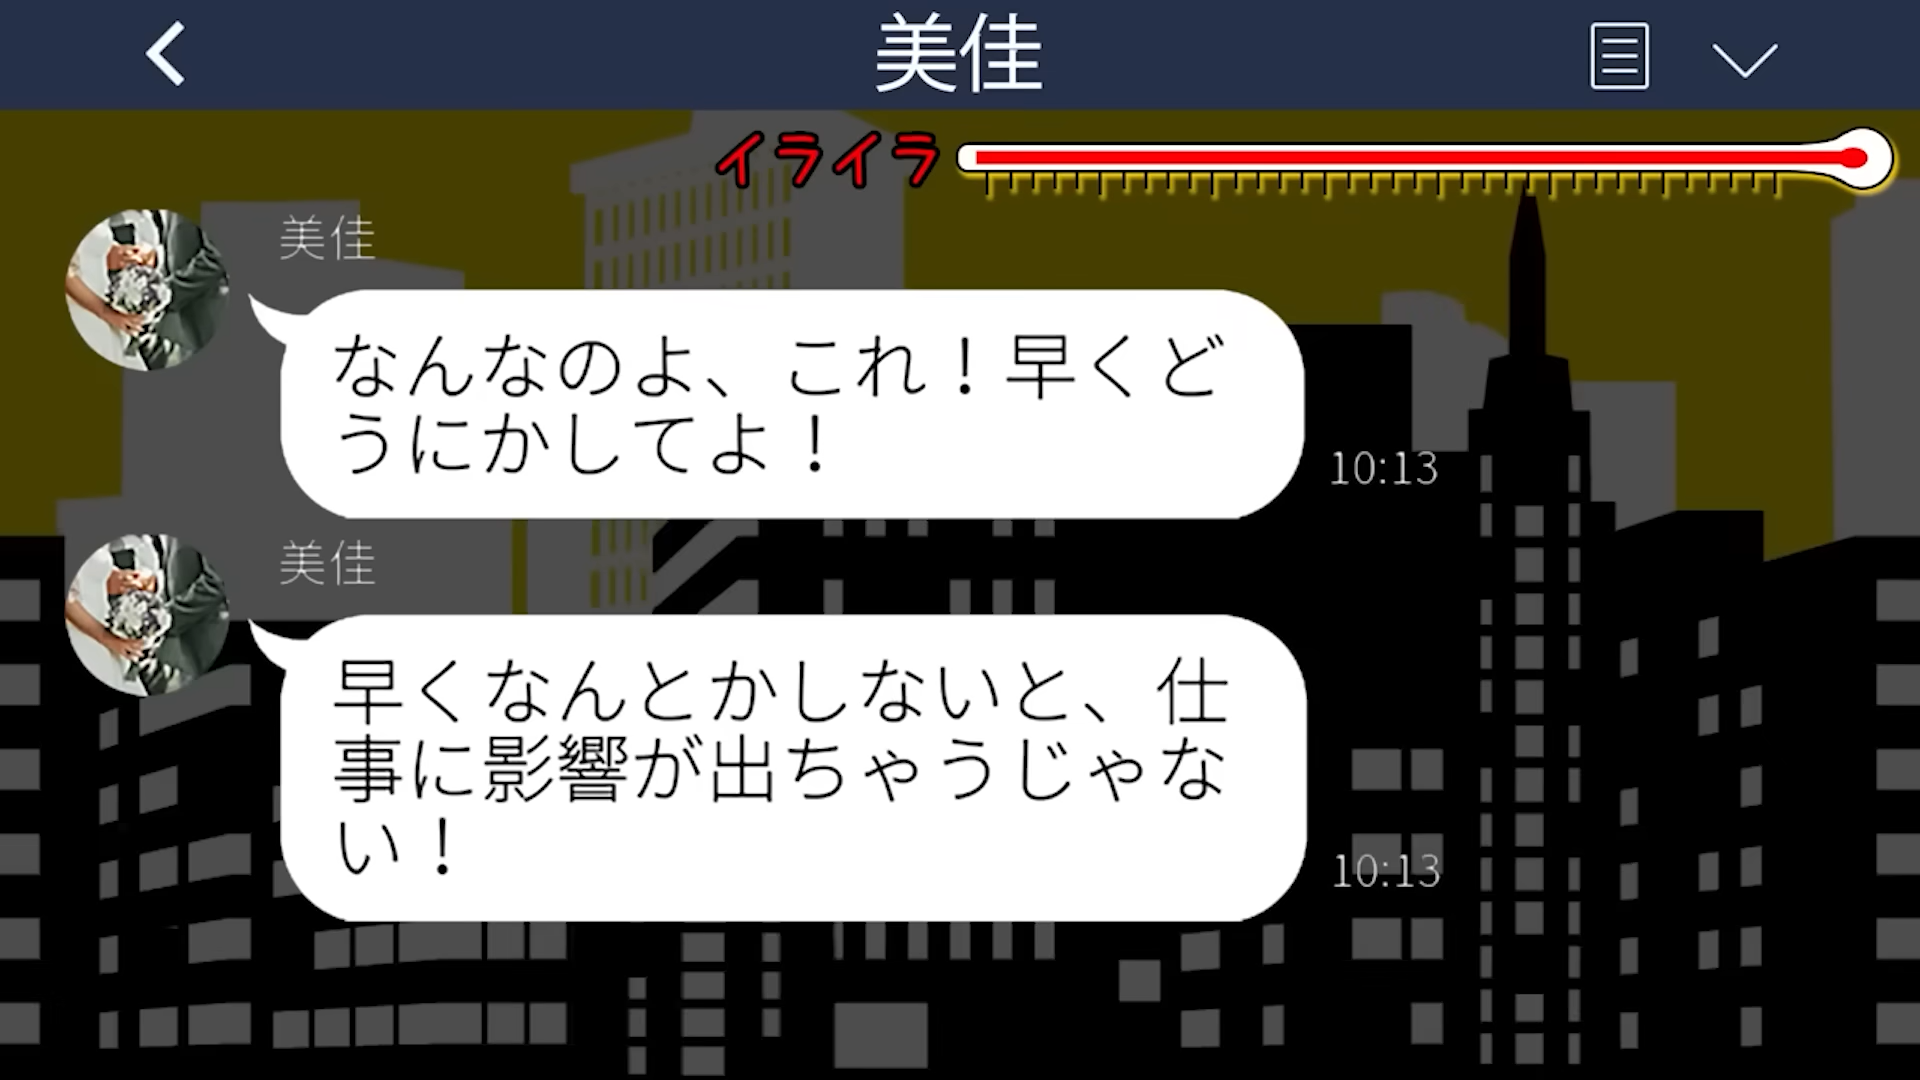 美佳
イライラ
美佳
なんなのよ、これ！早くど
うにかしてよ！
10:13
美佳
早くなんとかしないと、仕
事に影響が出ちゃうじゃな
い！
10:13